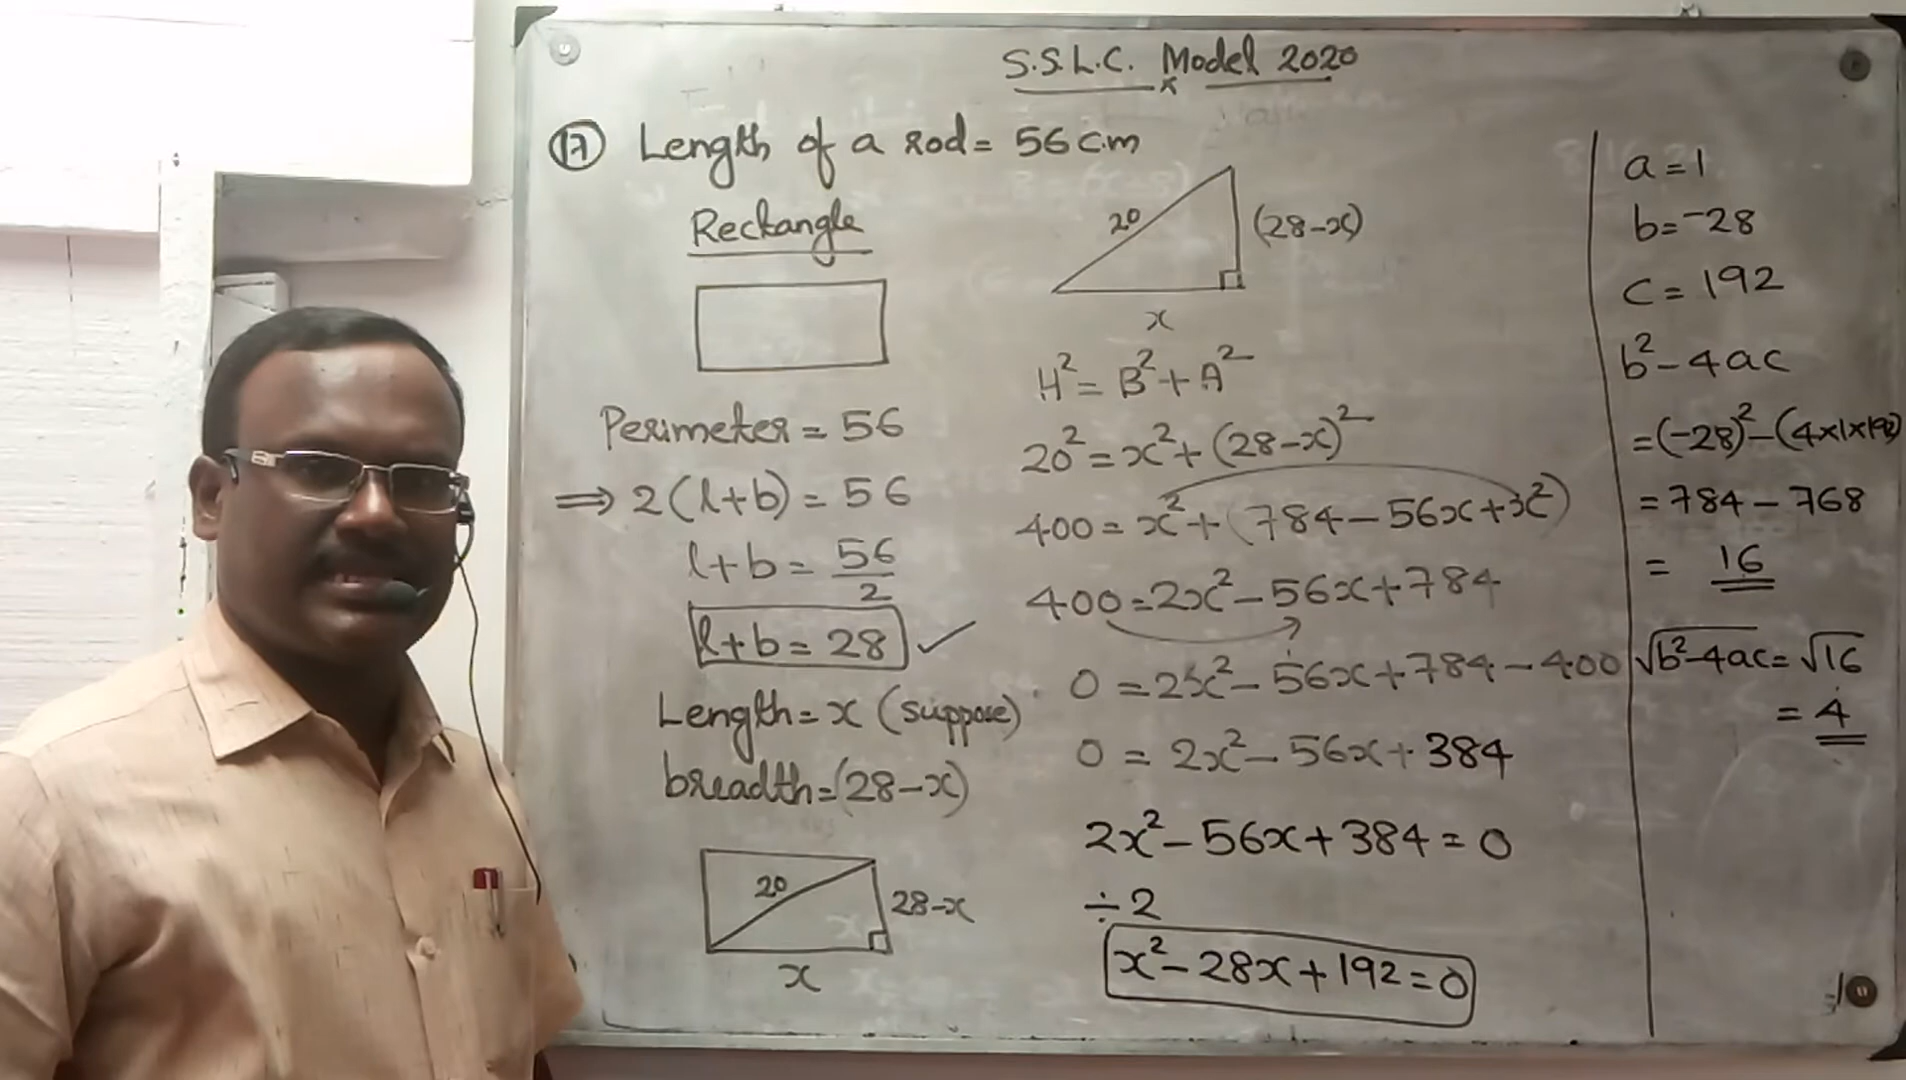 S.S.L.C. Model 2020
17 Length of a rod = 56 c.m
Rectangle
Perimeter = 56
⇒ 2(l+b) = 56
l+b = 56/2
l+b = 28 ✓
Length = x (suppose)
breadth = (28-x)
20
28-x
x
20
(28-x)
x
H² = B² + A²
20² = x² + (28-x)²
400 = x² + (784 - 56x + x²)
400 = 2x² - 56x + 784
0 = 2x² - 56x + 784 - 400
0 = 2x² - 56x + 384
2x² - 56x + 384 = 0
÷2
x² - 28x + 192 = 0
a = 1
b = -28
c = 192
b² - 4ac
= (-28)² - (4×1×192)
= 784 - 768
= 16
√b²-4ac = √16
= 4